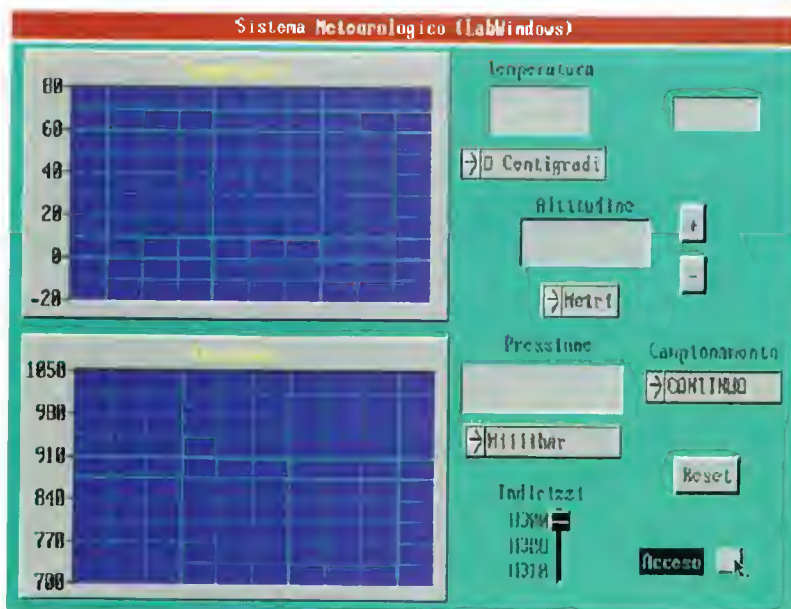 Sistema Meteorologico (LabWindows)
80
60
40
20
0
-20
Temperatura
Centigradi
Altitudine
+
-
Metri
1050
980
910
840
770
700
Pressione
Millibar
Campionamento
CONTINUO
Reset
Indirizzi
Acceso